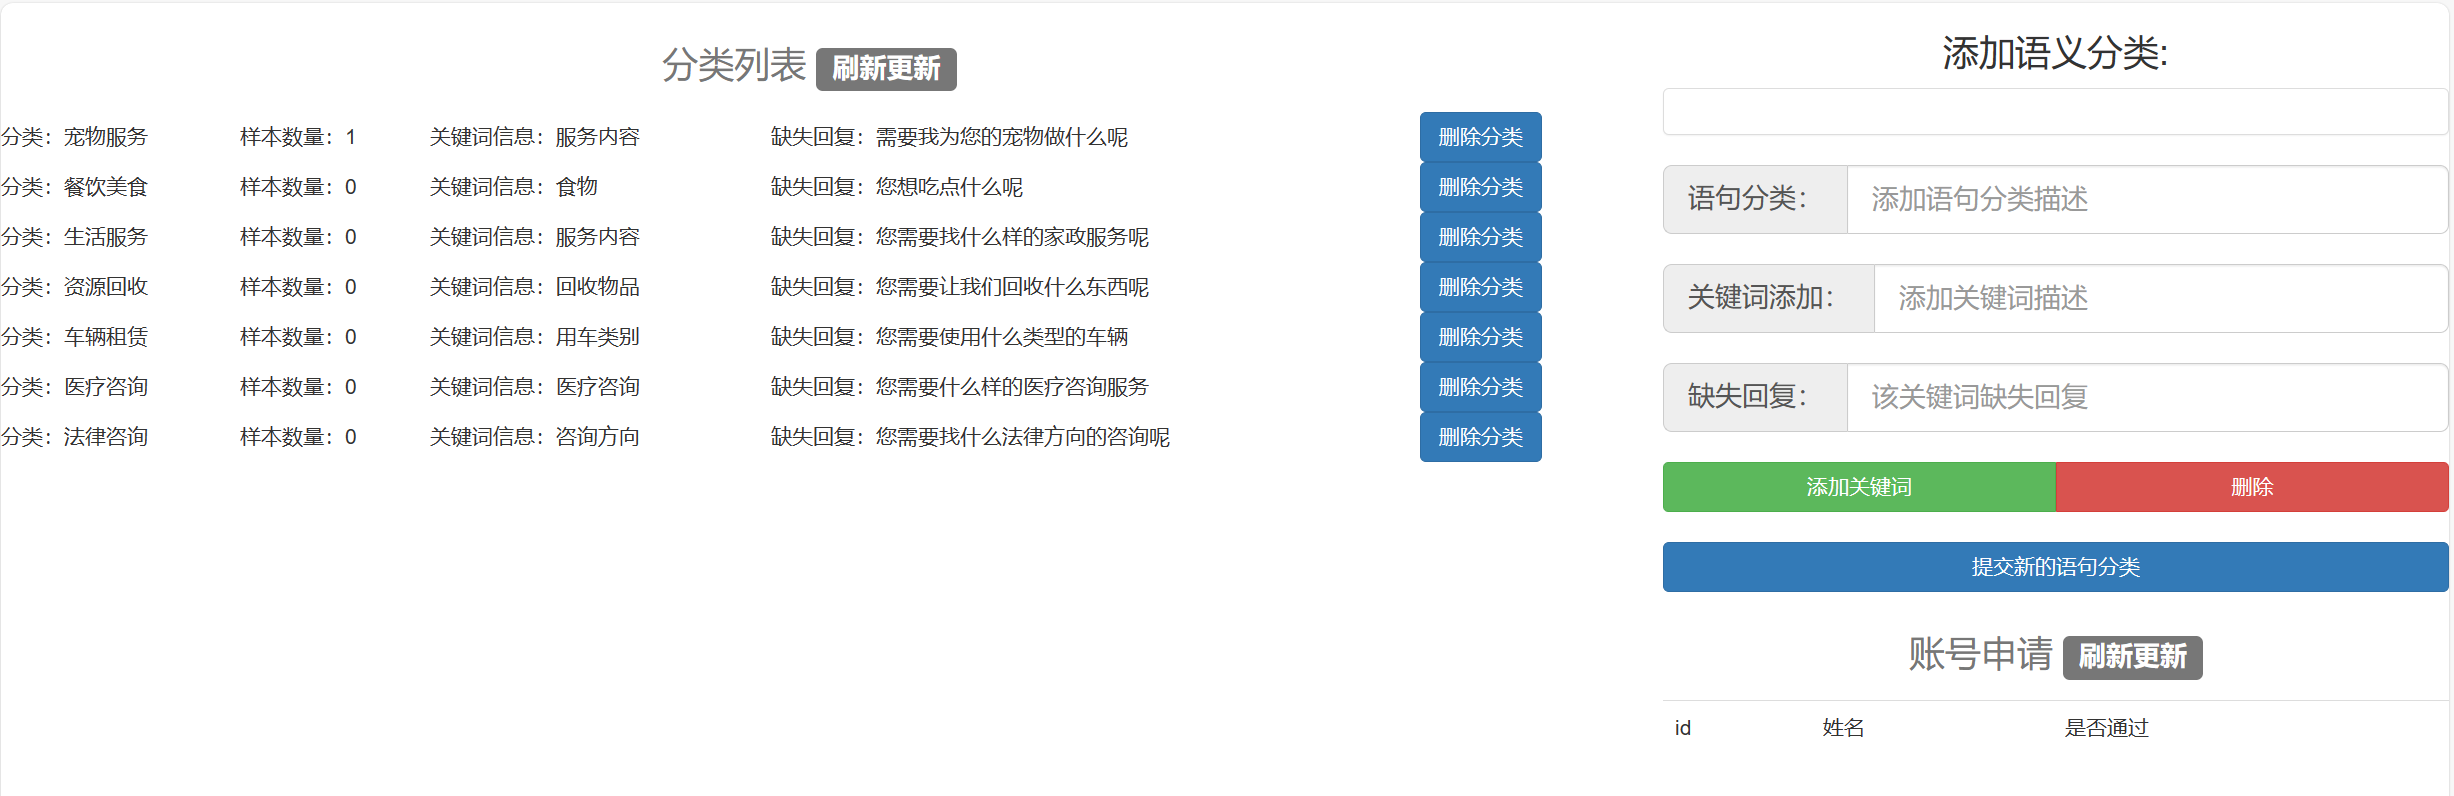 分类列表 刷新更新
分类：宠物服务 样本数量：1 关键词信息：服务内容 缺失回复：需要我为您的宠物做什么呢 删除分类
分类：餐饮美食 样本数量：0 关键词信息：食物 缺失回复：您想吃点什么呢 删除分类
分类：生活服务 样本数量：0 关键词信息：服务内容 缺失回复：您需要找什么样的家政服务呢 删除分类
分类：资源回收 样本数量：0 关键词信息：回收物品 缺失回复：您需要让我们回收什么东西呢 删除分类
分类：车辆租赁 样本数量：0 关键词信息：用车类别 缺失回复：您需要使用什么类型的车辆 删除分类
分类：医疗咨询 样本数量：0 关键词信息：医疗咨询 缺失回复：您需要什么样的医疗咨询服务 删除分类
分类：法律咨询 样本数量：0 关键词信息：咨询方向 缺失回复：您需要找什么法律方向的咨询呢 删除分类
添加语义分类:
语句分类： 添加语句分类描述
关键词添加： 添加关键词描述
缺失回复： 该关键词缺失回复
添加关键词 删除
提交新的语句分类
账号申请 刷新更新
id 姓名 是否通过